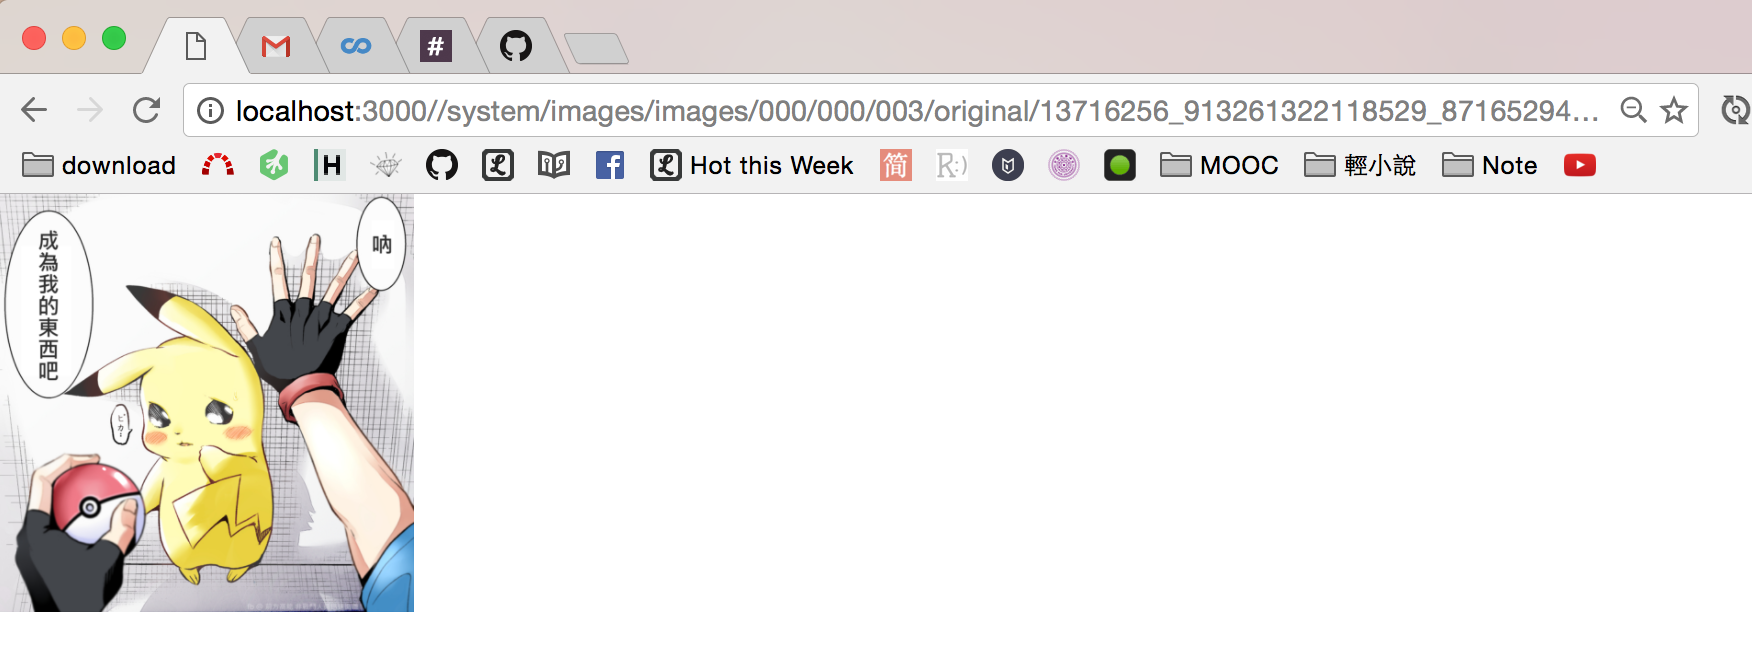 localhost:3000//system/images/images/000/000/003/original/13716256_913261322118529_87165294...
download
H
Hot this Week
简
R:)
MOOC
輕小說
Note
吶
成為我的東西吧
ピカー